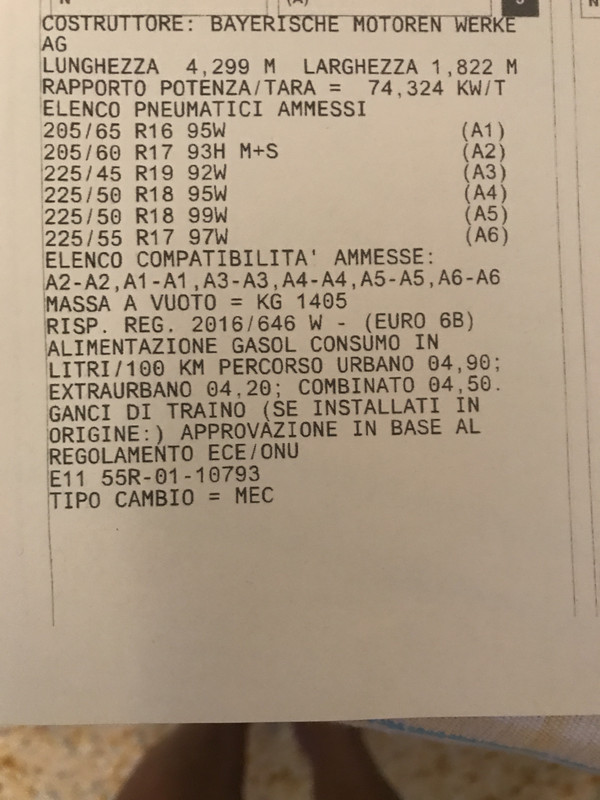 COSTRUTTORE: BAYERISCHE MOTOREN WERKE
AG
LUNGHEZZA 4,299 M LARGHEZZA 1,822 M
RAPPORTO POTENZA/TARA = 74,324 KW/T
ELENCO PNEUMATICI AMMESSI
205/65 R16 95W (A1)
205/60 R17 93H M+S (A2)
225/45 R19 92W (A3)
225/50 R18 95W (A4)
225/50 R18 99W (A5)
225/55 R17 97W (A6)
ELENCO COMPATIBILITA' AMMESSE:
A2-A2,A1-A1,A3-A3,A4-A4,A5-A5,A6-A6
MASSA A VUOTO = KG 1405
RISP. REG. 2016/646 W - (EURO 6B)
ALIMENTAZIONE GASOL CONSUMO IN
LITRI/100 KM PERCORSO URBANO 04,90;
EXTRAURBANO 04,20; COMBINATO 04,50.
GANCI DI TRAINO (SE INSTALLATI IN
ORIGINE:) APPROVAZIONE IN BASE AL
REGOLAMENTO ECE/ONU
E11 55R-01-10793
TIPO CAMBIO = MEC